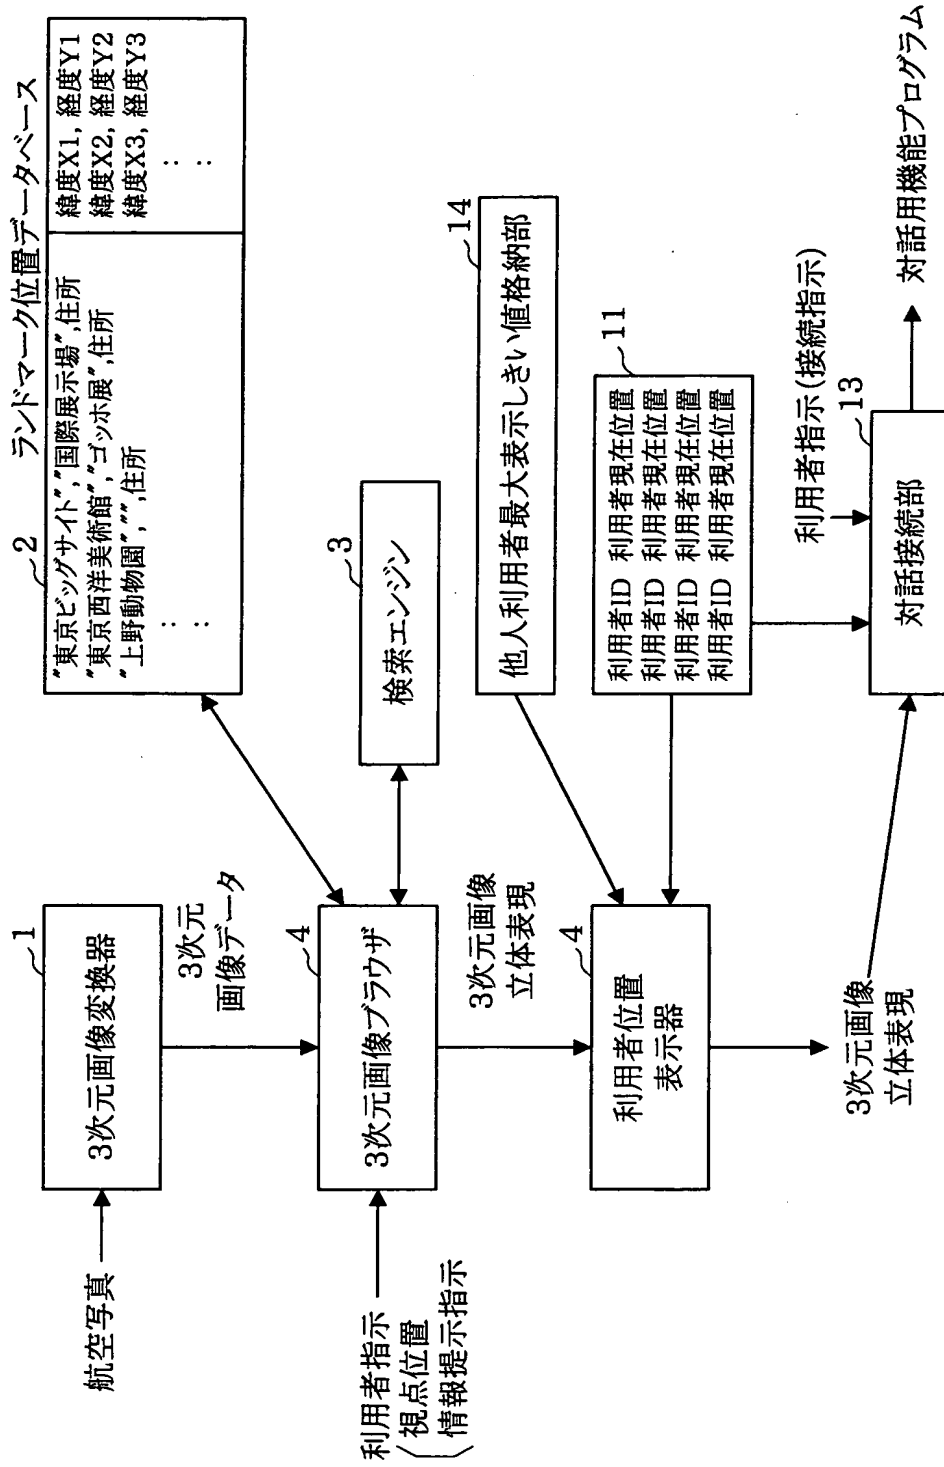 2 ランドマーク位置データベース
"東京ビッグサイト","国際展示場",住所
"東京西洋美術館","ゴッホ展",住所
"上野動物園","",住所
:
:
緯度X1, 経度Y1
緯度X2, 経度Y2
緯度X3, 経度Y3
:
:
航空写真
1
3次元画像変換器
3次元
画像データ
3
検索エンジン
利用者指示
(視点位置
情報提示指示)
4
3次元画像ブラウザ
3次元画像
立体表現
14
他人利用者最大表示しきい値格納部
4
利用者位置
表示器
11
利用者ID 利用者現在位置
利用者ID 利用者現在位置
利用者ID 利用者現在位置
利用者ID 利用者現在位置
利用者指示(接続指示)
3次元画像
立体表現
13
対話接続部
対話用機能プログラム